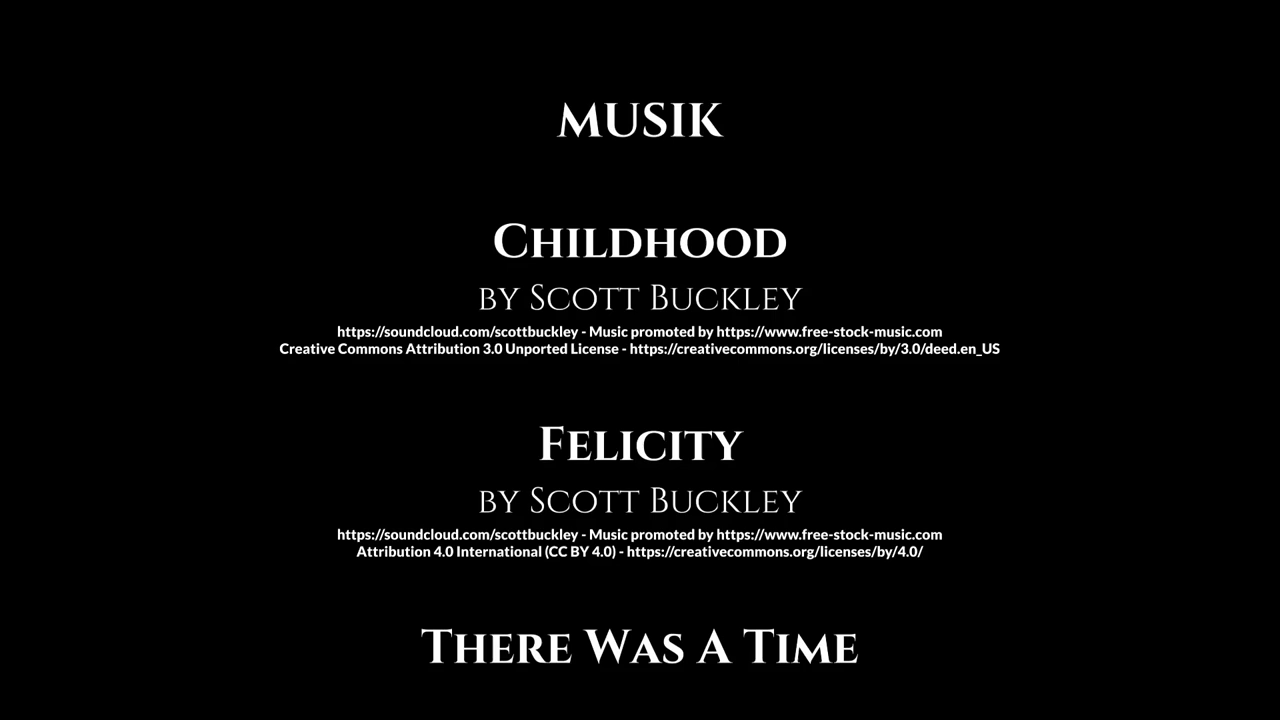 MUSIK
Childhood
by Scott Buckley
https://soundcloud.com/scottbuckley - Music promoted by https://www.free-stock-music.com
Creative Commons Attribution 3.0 Unported License - https://creativecommons.org/licenses/by/3.0/deed.en_US
Felicity
by Scott Buckley
https://soundcloud.com/scottbuckley - Music promoted by https://www.free-stock-music.com
Attribution 4.0 International (CC BY 4.0) - https://creativecommons.org/licenses/by/4.0/
There Was A Time